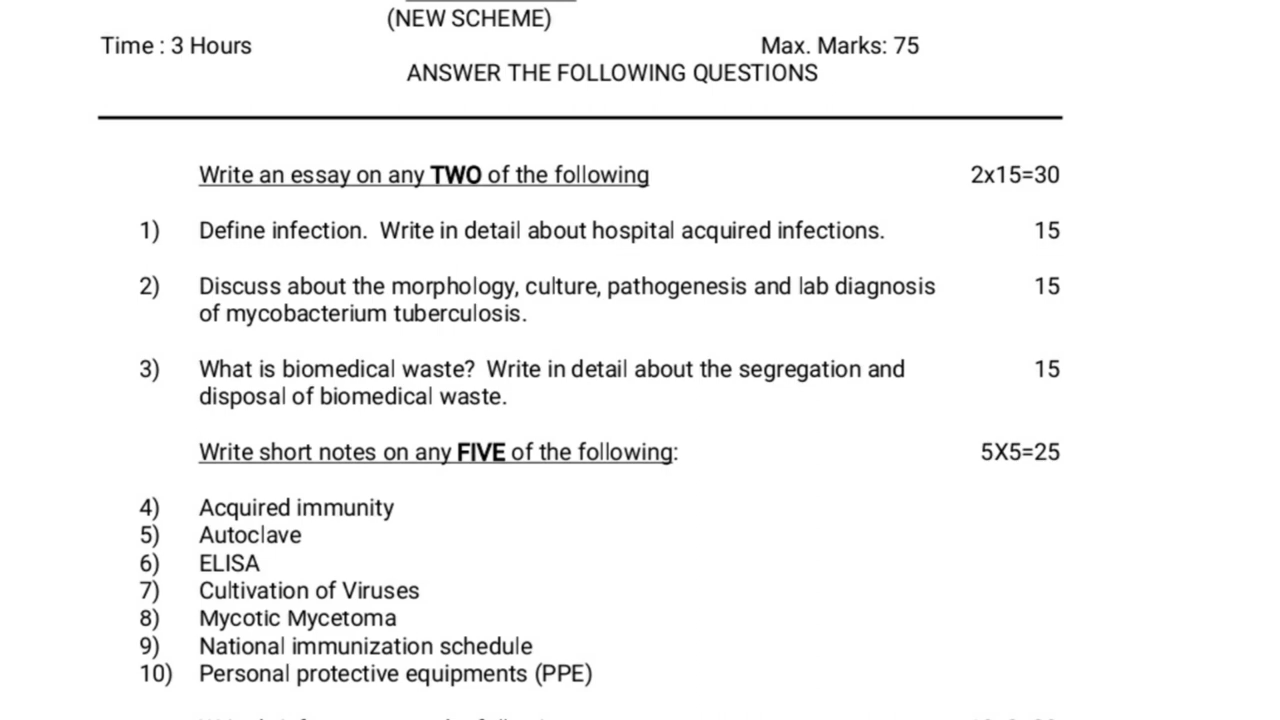 (NEW SCHEME)
Time : 3 Hours Max. Marks: 75
ANSWER THE FOLLOWING QUESTIONS
Write an essay on any TWO of the following 2x15=30
1) Define infection. Write in detail about hospital acquired infections. 15
2) Discuss about the morphology, culture, pathogenesis and lab diagnosis 15
of mycobacterium tuberculosis.
3) What is biomedical waste? Write in detail about the segregation and 15
disposal of biomedical waste.
Write short notes on any FIVE of the following: 5X5=25
4) Acquired immunity
5) Autoclave
6) ELISA
7) Cultivation of Viruses
8) Mycotic Mycetoma
9) National immunization schedule
10) Personal protective equipments (PPE)